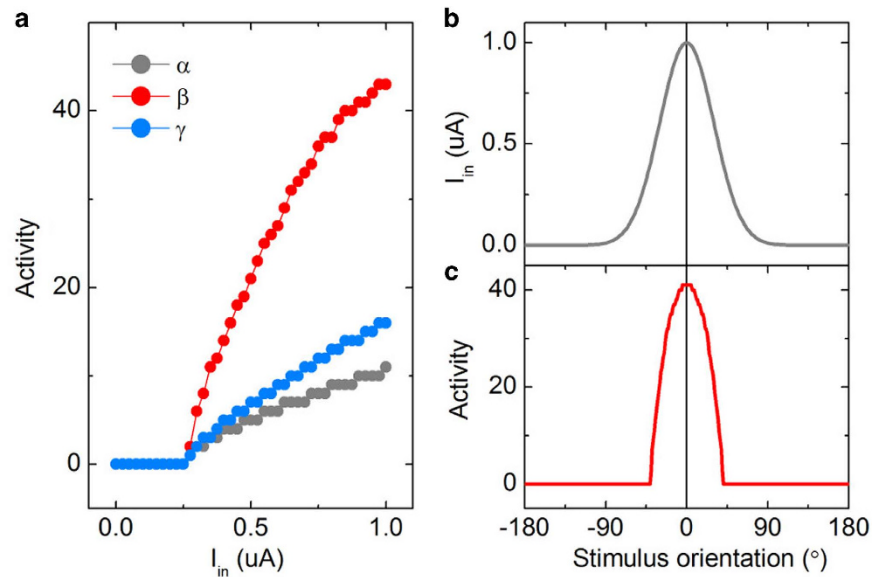 a
α
β
γ
40
20
0
Activity
0.0
0.5
1.0
I_in (uA)
b
1.0
0.5
0.0
I_in (uA)
c
40
20
0
Activity
-180
-90
0
90
180
Stimulus orientation (°)